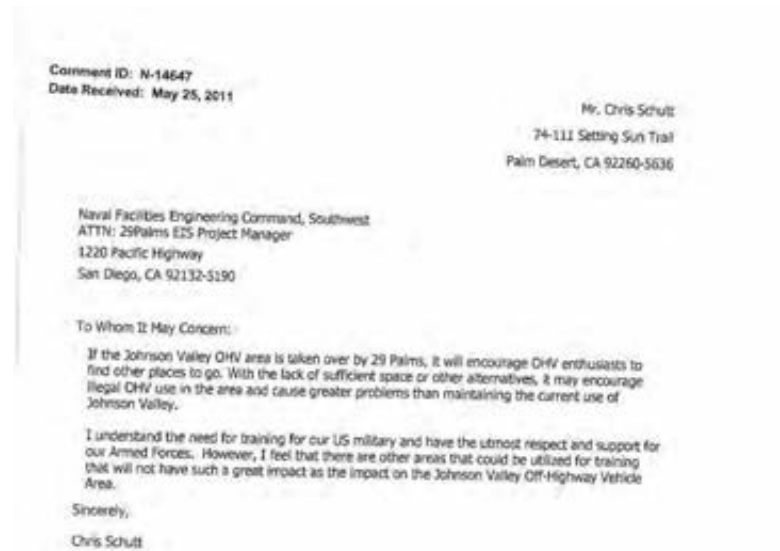 Comment ID: N-14647
Date Received: May 25, 2011
Mr. Chris Schutt
74-111 Setting Sun Trail
Palm Desert, CA 92260-5636
Naval Facilities Engineering Command, Southwest
ATTN: 29Palms EIS Project Manager
1220 Pacific Highway
San Diego, CA 92132-5190
To Whom It May Concern:
If the Johnson Valley OHV area is taken over by 29 Palms, it will encourage OHV enthusiasts to
find other places to go. With the lack of sufficient space or other alternatives, it may encourage
illegal OHV use in the area and cause greater problems than maintaining the current use of
Johnson Valley.
I understand the need for training for our US military and have the utmost respect and support for
our Armed Forces. However, I feel that there are other areas that could be utilized for training
that will not have such a great impact as the impact on the Johnson Valley Off-Highway Vehicle
Area.
Sincerely,
Chris Schutt